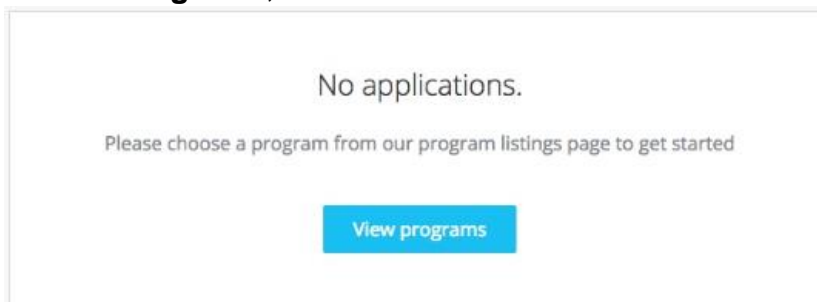 No applications.
Please choose a program from our program listings page to get started
View programs